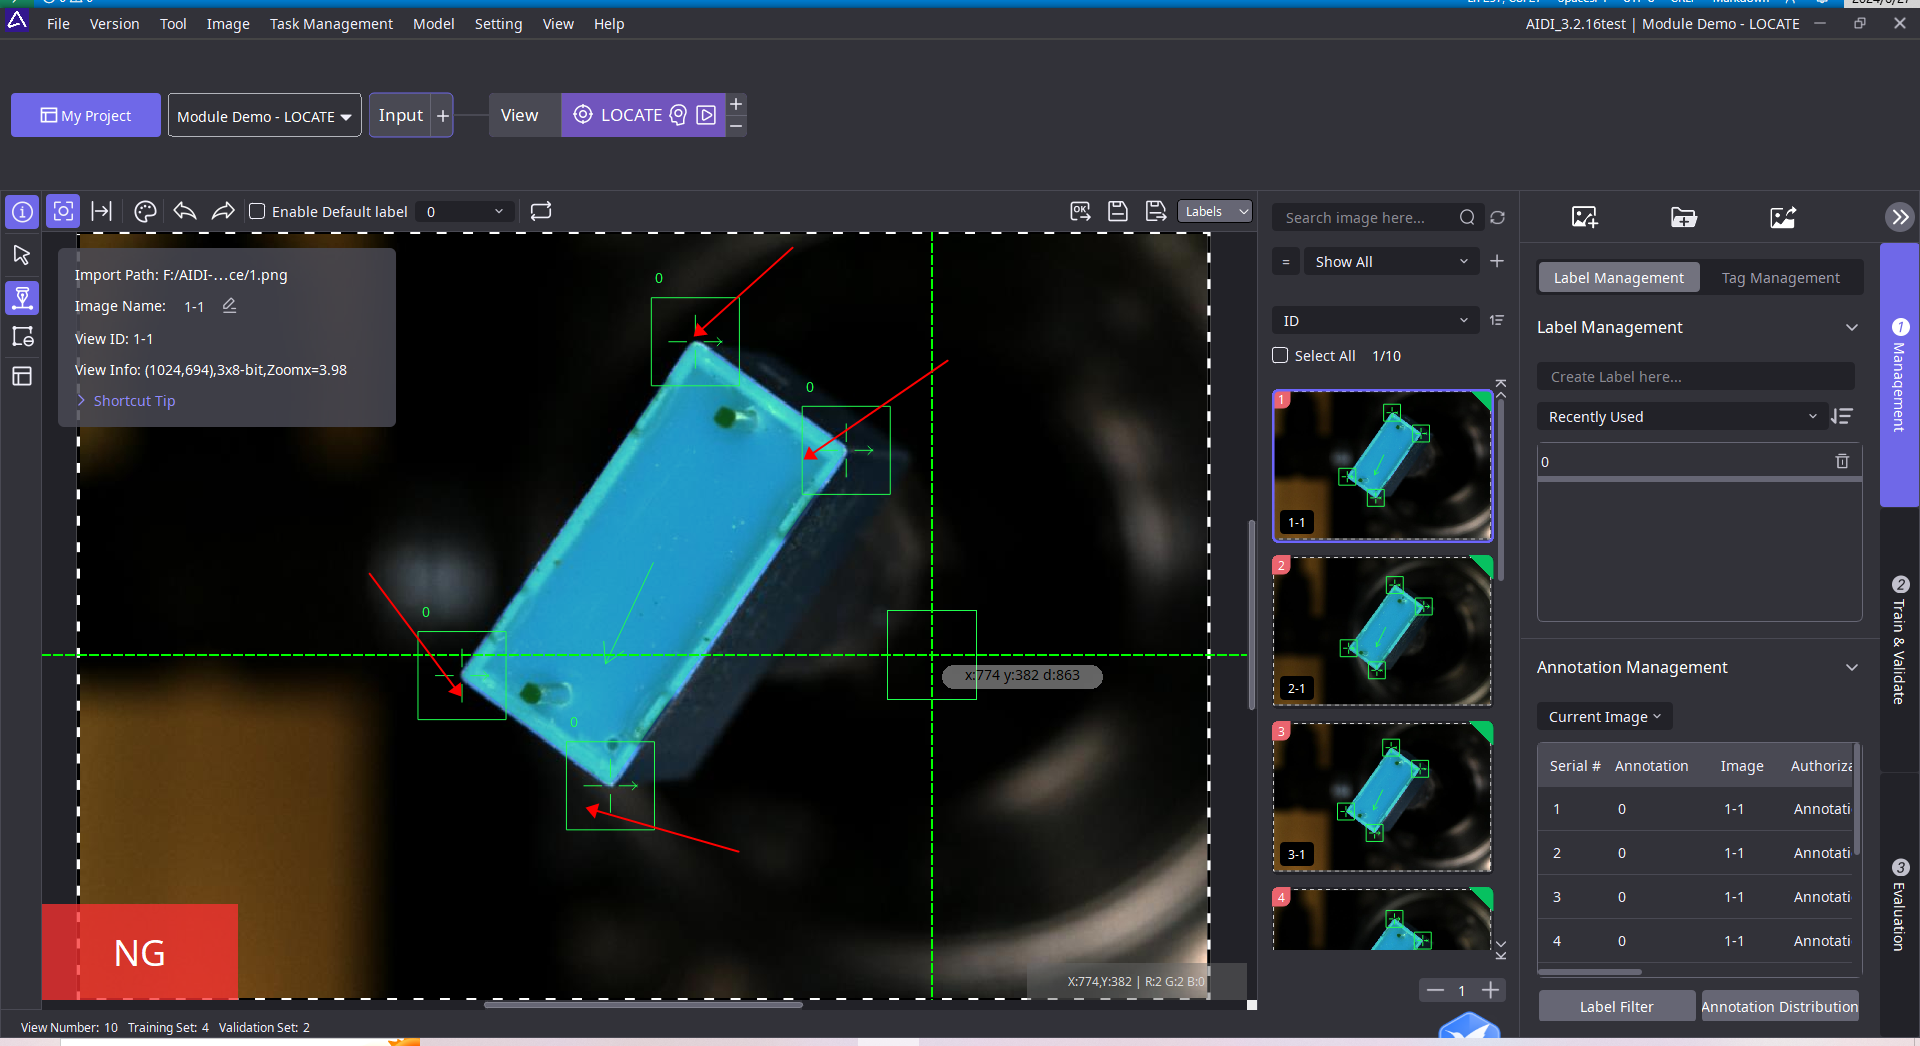 File Version Tool Image Task Management Model Setting View Help
AIDI_3.2.16test | Module Demo - LOCATE
My Project
Module Demo - LOCATE
Input
View
LOCATE
Enable Default label
0
Labels
Import Path: F:/AIDI-...ce/1.png
Image Name: 1-1
View ID: 1-1
View Info: (1024,694),3x8-bit,Zoomx=3.98
Shortcut Tip
0
0
0
0
x:774 y:382 d:863
NG
X:774,Y:382 | R:2 G:2 B:0
View Number: 10 Training Set: 4 Validation Set: 2
Search image here...
= Show All
ID
Select All 1/10
1
1-1
2
2-1
3
3-1
4
1
Label Management Tag Management
Label Management
Create Label here...
Recently Used
0
Annotation Management
Current Image
Serial # Annotation Image Authoriza
1 0 1-1 Annotati
2 0 1-1 Annotati
3 0 1-1 Annotati
4 0 1-1 Annotati
Label Filter
Annotation Distribution
1 Management
2 Train & Validate
3 Evaluation